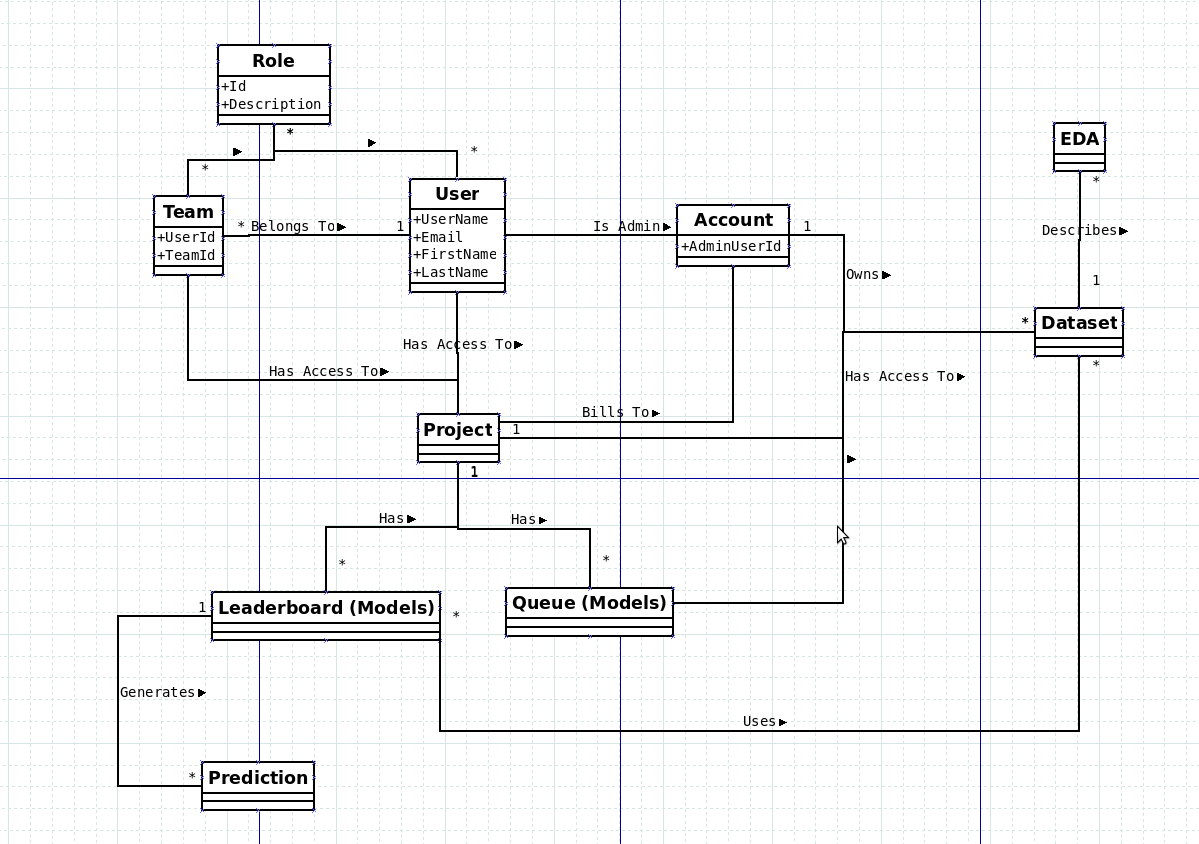 Role
+Id
+Description
*
*
*
EDA
*
Team
+UserId
+TeamId
* Belongs To▶ 1
User
+UserName
+Email
+FirstName
+LastName
Is Admin▶
Account
+AdminUserId
1
Describes▶
1
Owns▶
*
Dataset
*
Has Access To▶
Has Access To▶
Has Access To▶
Bills To▶
Project
1
1
Has▶
Has▶
*
*
1
Leaderboard (Models)
*
Queue (Models)
Generates▶
Uses▶
*
Prediction